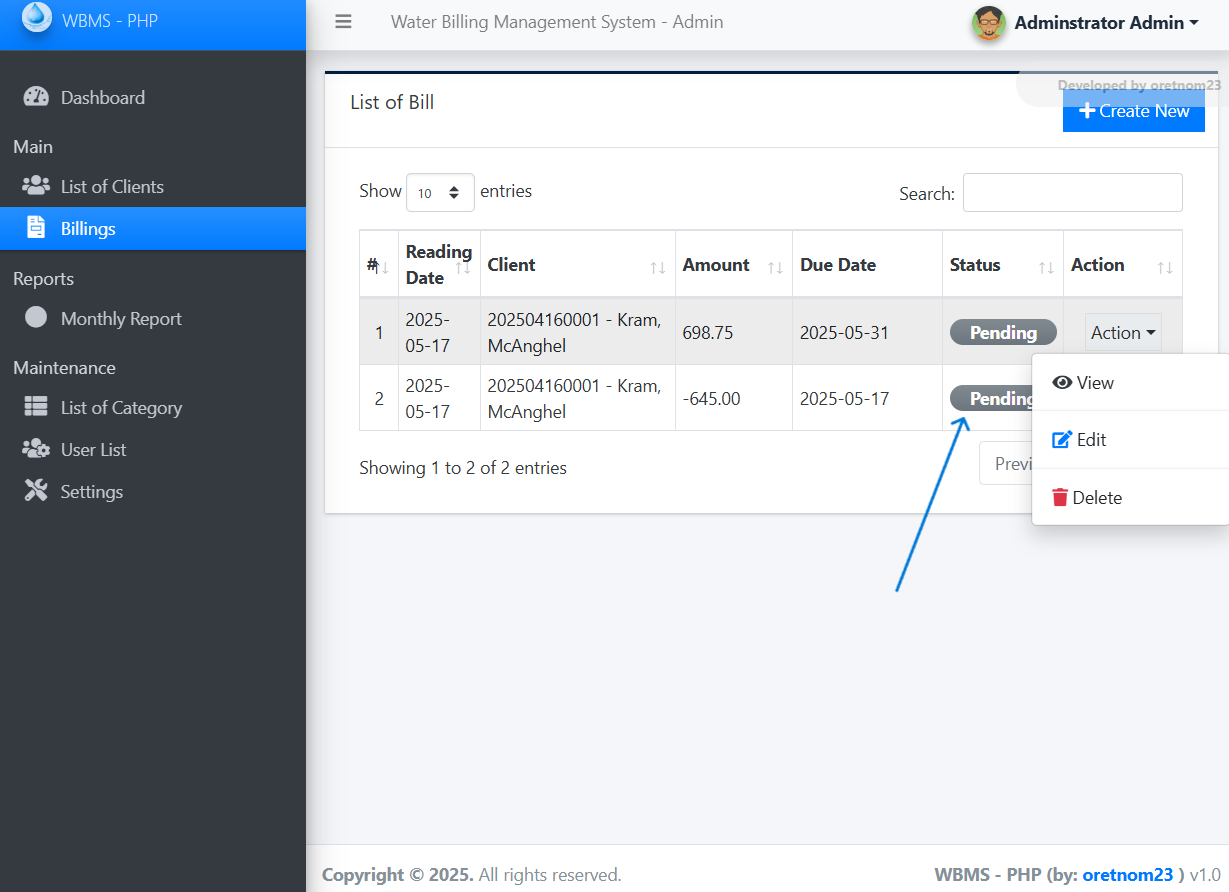 WBMS - PHP
Water Billing Management System - Admin
Adminstrator Admin
Dashboard
Main
List of Clients
Billings
Reports
Monthly Report
Maintenance
List of Category
User List
Settings
Developed by oretnom23
List of Bill
Create New
Show 10 entries
Search:
# Reading Date Client Amount Due Date Status Action
1 2025-05-17 202504160001 - Kram, McAnghel 698.75 2025-05-31 Pending Action
2 2025-05-17 202504160001 - Kram, McAnghel -645.00 2025-05-17 Pending
View
Edit
Delete
Showing 1 to 2 of 2 entries
Previ
Copyright © 2025. All rights reserved.
WBMS - PHP (by: oretnom23 ) v1.0